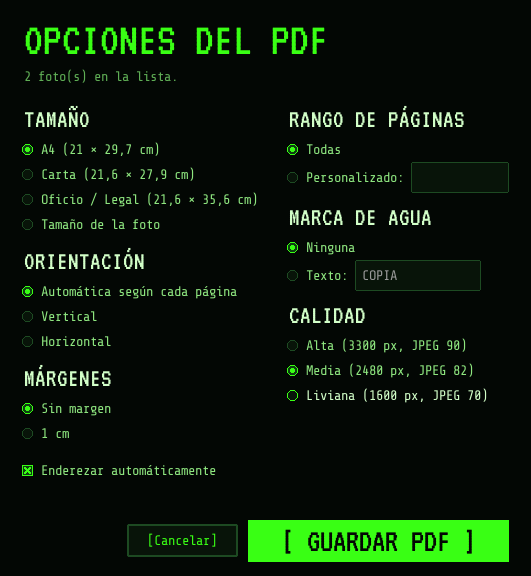 OPCIONES DEL PDF
2 foto(s) en la lista.
TAMAÑO
A4 (21 × 29,7 cm)
Carta (21,6 × 27,9 cm)
Oficio / Legal (21,6 × 35,6 cm)
Tamaño de la foto
ORIENTACIÓN
Automática según cada página
Vertical
Horizontal
MÁRGENES
Sin margen
1 cm
Enderezar automáticamente
RANGO DE PÁGINAS
Todas
Personalizado:
MARCA DE AGUA
Ninguna
Texto: COPIA
CALIDAD
Alta (3300 px, JPEG 90)
Media (2480 px, JPEG 82)
Liviana (1600 px, JPEG 70)
[Cancelar]
[ GUARDAR PDF ]